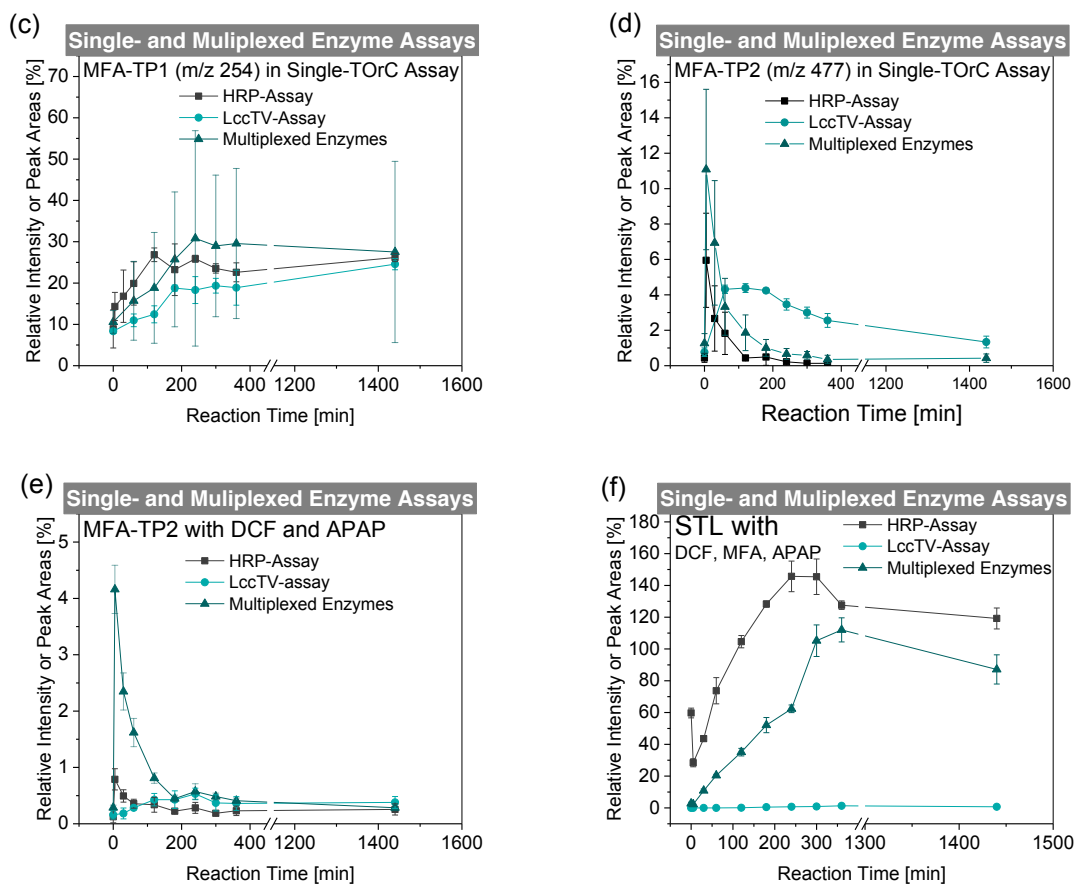 (c)
Single- and Muliplexed Enzyme Assays
MFA-TP1 (m/z 254) in Single-TOrC Assay
HRP-Assay
LccTV-Assay
Multiplexed Enzymes
Relative Intensity or Peak Areas [%]
70
60
50
40
30
20
10
0
0 200 400 1200 1400 1600
Reaction Time [min]
(d)
Single- and Muliplexed Enzyme Assays
MFA-TP2 (m/z 477) in Single-TOrC Assay
HRP-Assay
LccTV-Assay
Multiplexed Enzymes
Relative Intensity or Peak Areas [%]
16
14
12
10
8
6
4
2
0
0 200 400 1200 1400 1600
Reaction Time [min]
(e)
Single- and Muliplexed Enzyme Assays
MFA-TP2 with DCF and APAP
HRP-Assay
LccTV-assay
Multiplexed Enzymes
Relative Intensity or Peak Areas [%]
5
4
3
2
1
0
0 200 400 1200 1400 1600
Reaction Time [min]
(f)
Single- and Muliplexed Enzyme Assays
STL with
DCF, MFA, APAP
HRP-Assay
LccTV-Assay
Multiplexed Enzymes
Relative Intensity or Peak Areas [%]
180
160
140
120
100
80
60
40
20
0
0 100 200 300 1300 1400 1500
Reaction Time [min]